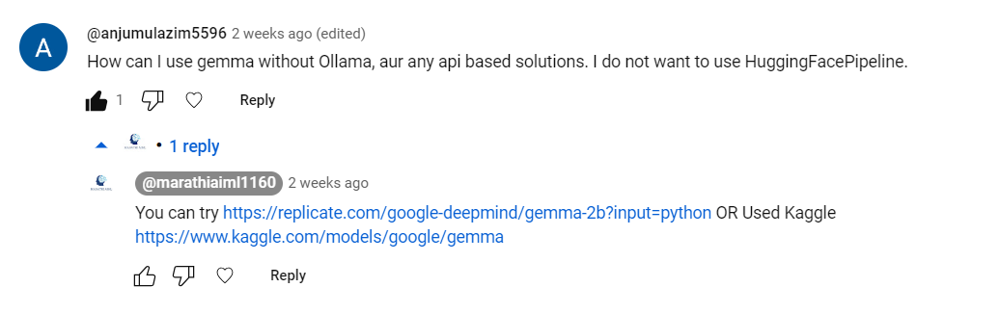 A
@anjumulazim5596 2 weeks ago (edited)
How can I use gemma without Ollama, aur any api based solutions. I do not want to use HuggingFacePipeline.
1 Reply
• 1 reply
@marathiaiml1160 2 weeks ago
You can try https://replicate.com/google-deepmind/gemma-2b?input=python OR Used Kaggle
https://www.kaggle.com/models/google/gemma
Reply